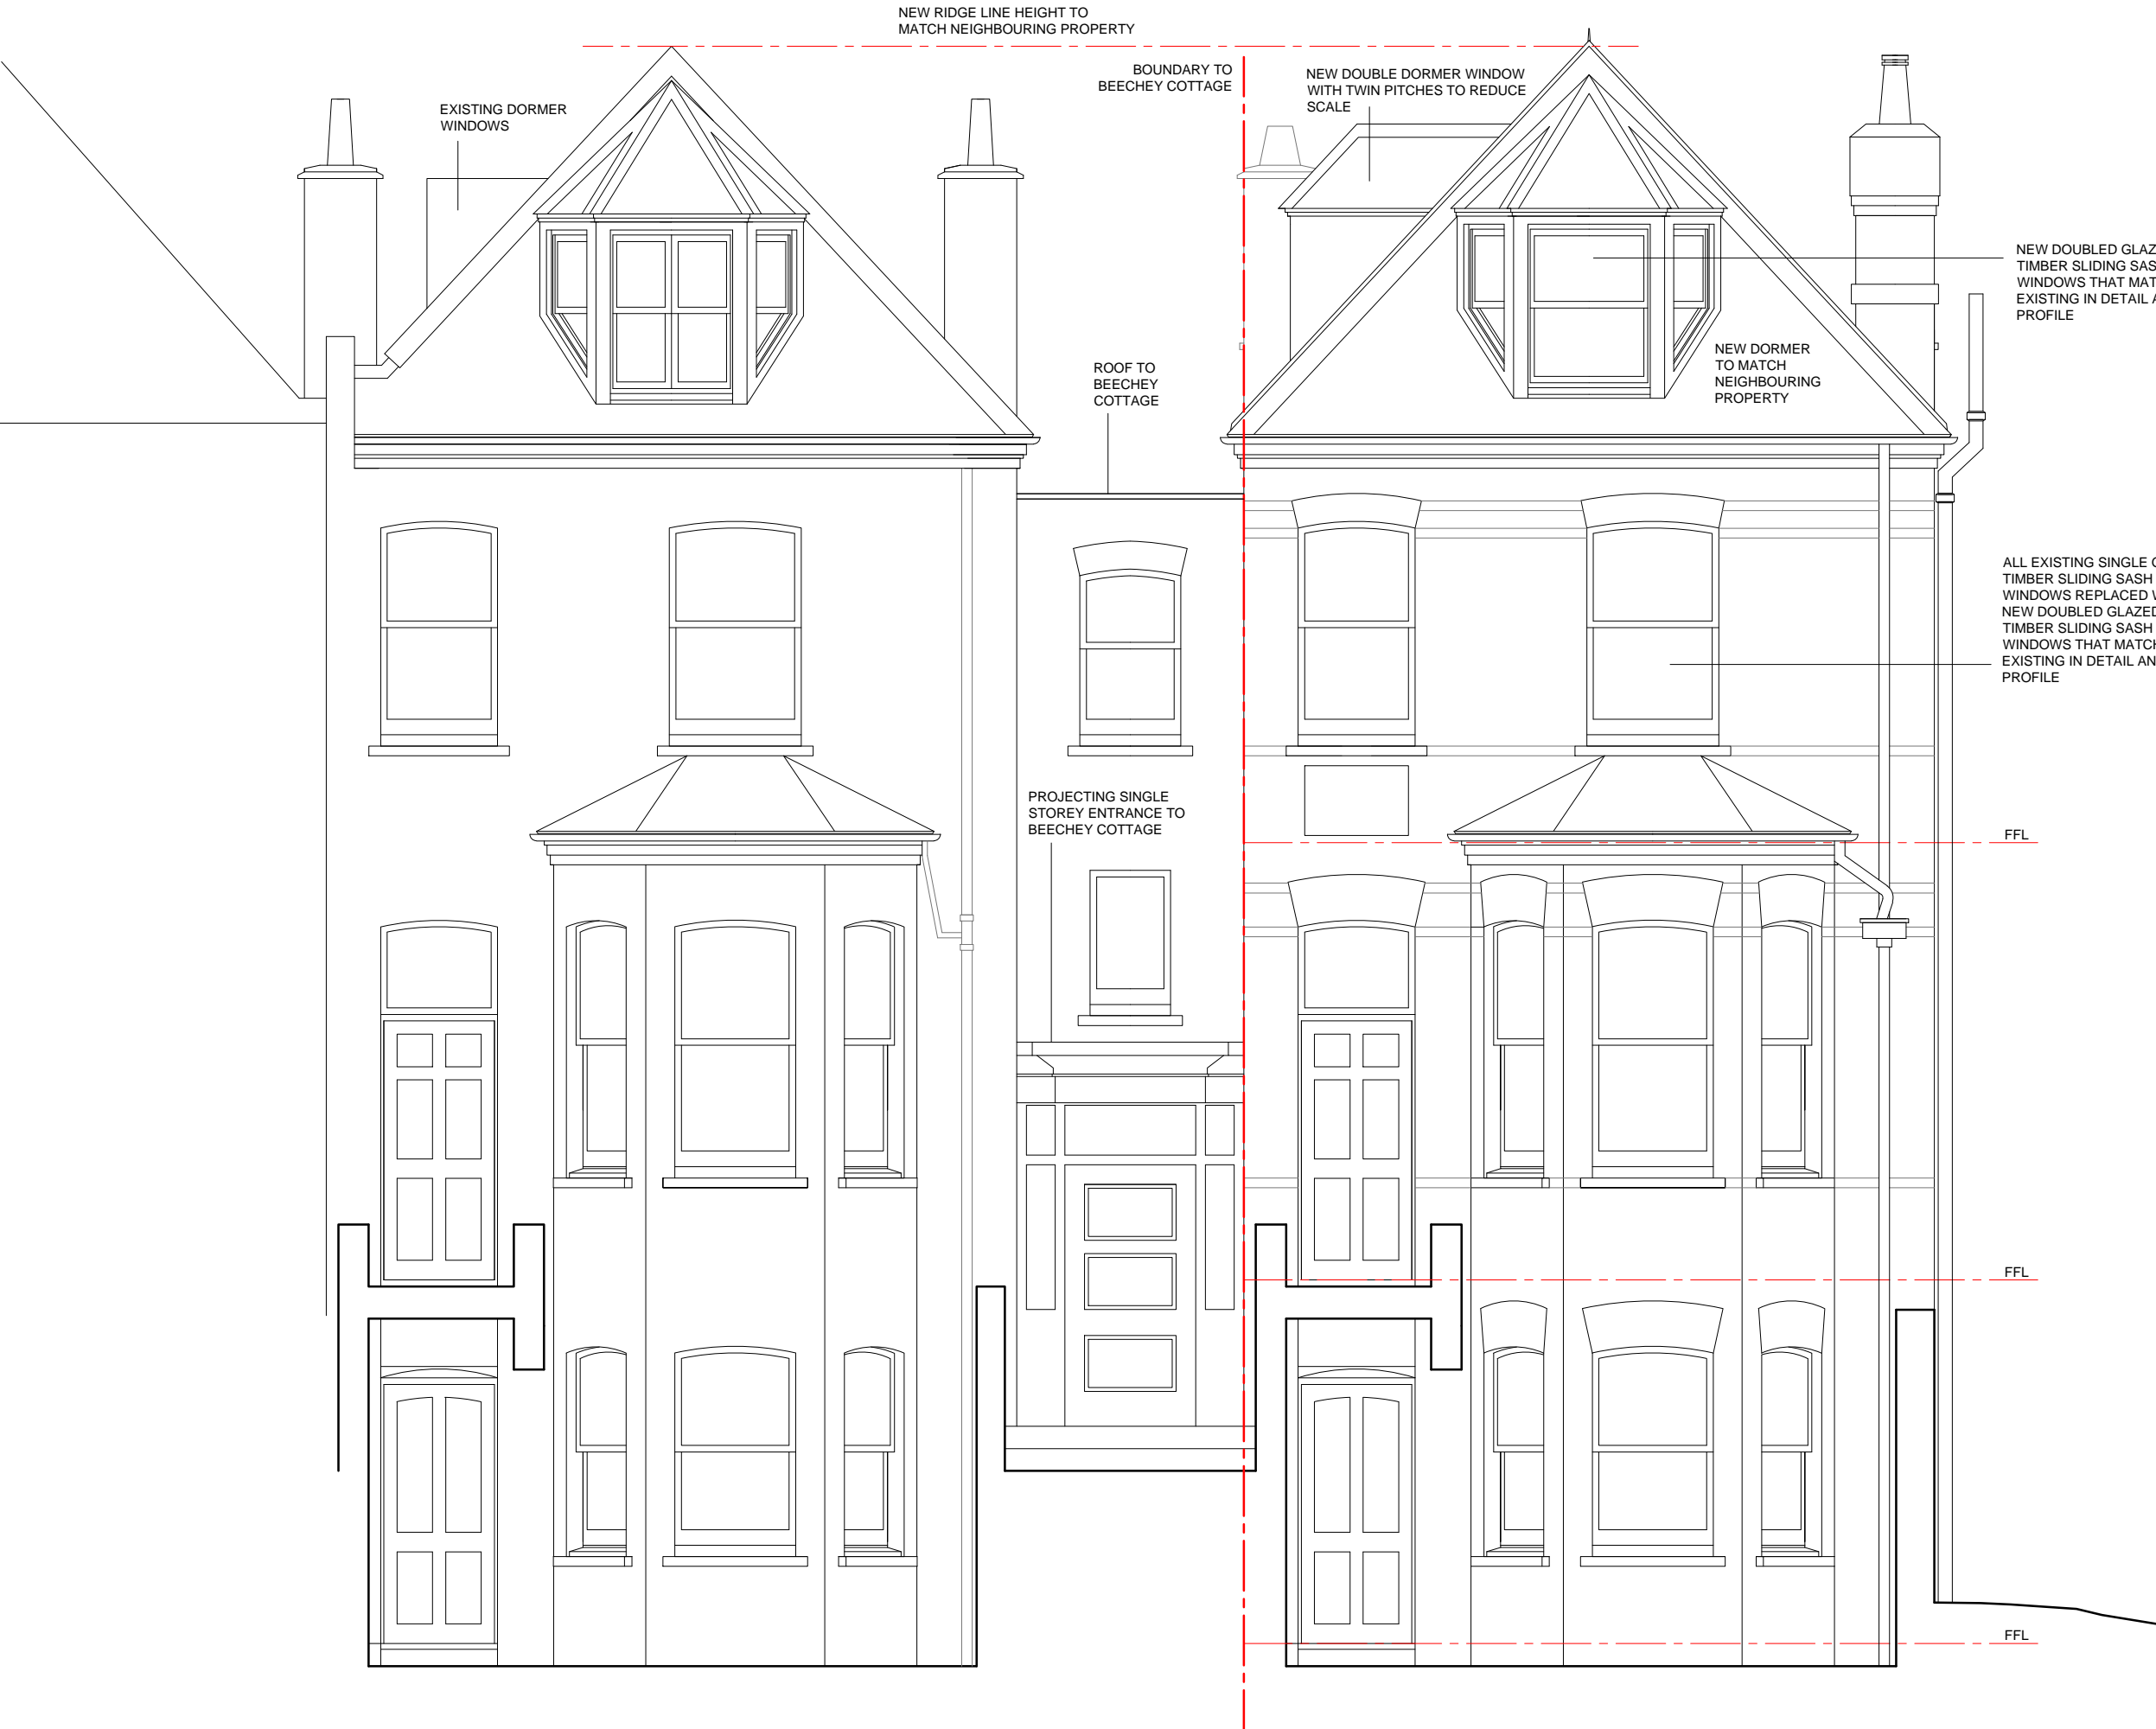 NEW RIDGE LINE HEIGHT TO
MATCH NEIGHBOURING PROPERTY
BOUNDARY TO
BEECHEY COTTAGE
NEW DOUBLE DORMER WINDOW
WITH TWIN PITCHES TO REDUCE
SCALE
EXISTING DORMER
WINDOWS
NEW DOUBLED
TIMBER SLIDING
WINDOWS THAT
EXISTING IN DETAIL
PROFILE
NEW DORMER
TO MATCH
NEIGHBOURING
PROPERTY
ROOF TO
BEECHEY
COTTAGE
ALL EXISTING SINGLE
TIMBER SLIDING SASH
WINDOWS REPLACED
NEW DOUBLED GLAZED
TIMBER SLIDING SASH
WINDOWS THAT MATCH
EXISTING IN DETAIL
PROFILE
PROJECTING SINGLE
STOREY ENTRANCE TO
BEECHEY COTTAGE
FFL
FFL
FFL